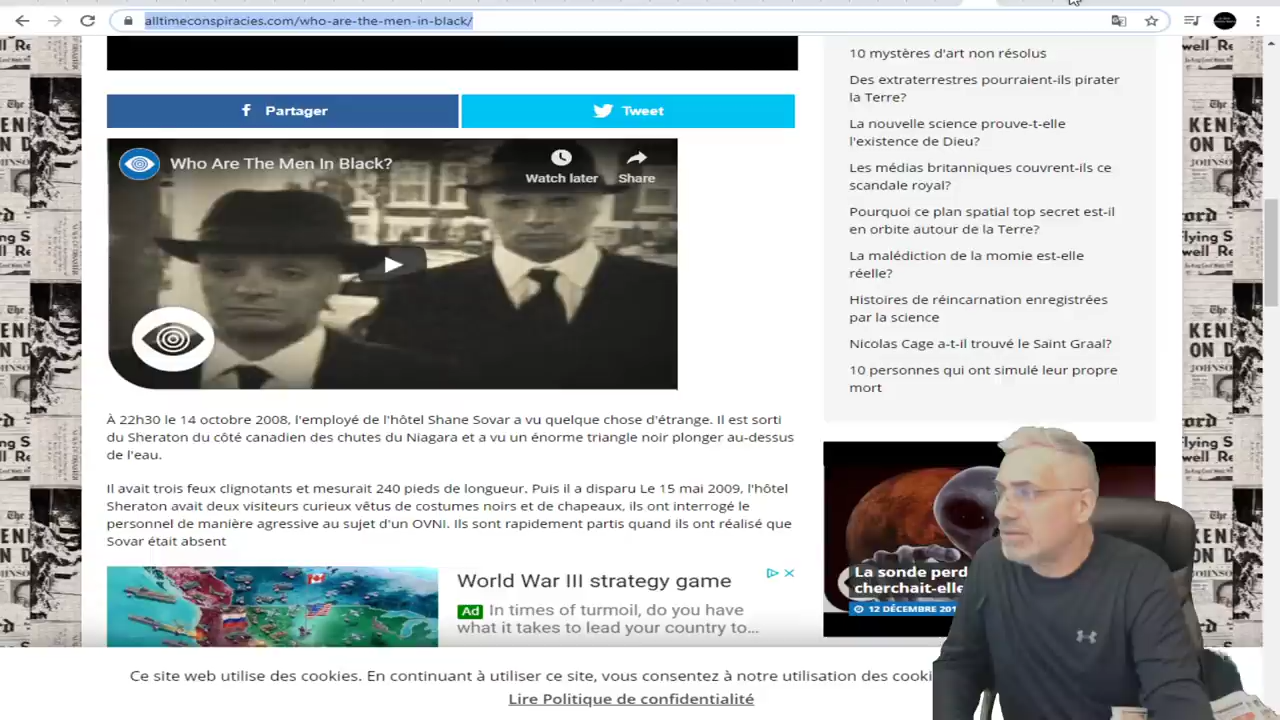 alltimeconspiracies.com/who-are-the-men-in-black/
Partager
Tweet
Who Are The Men In Black?
Watch later
Share
À 22h30 le 14 octobre 2008, l'employé de l'hôtel Shane Sovar a vu quelque chose d'étrange. Il est sorti
du Sheraton du côté canadien des chutes du Niagara et a vu un énorme triangle noir plonger au-dessus
de l'eau.
Il avait trois feux clignotants et mesurait 240 pieds de longueur. Puis il a disparu Le 15 mai 2009, l'hôtel
Sheraton avait deux visiteurs curieux vêtus de costumes noirs et de chapeaux, ils ont interrogé le
personnel de manière agressive au sujet d'un OVNI. Ils sont rapidement partis quand ils ont réalisé que
Sovar était absent
World War III strategy game
Ad In times of turmoil, do you have
what it takes to lead your country to...
10 mystères d'art non résolus
Des extraterrestres pourraient-ils pirater
la Terre?
La nouvelle science prouve-t-elle
l'existence de Dieu?
Les médias britanniques couvrent-ils ce
scandale royal?
Pourquoi ce plan spatial top secret est-il
en orbite autour de la Terre?
La malédiction de la momie est-elle
réelle?
Histoires de réincarnation enregistrées
par la science
Nicolas Cage a-t-il trouvé le Saint Graal?
10 personnes qui ont simulé leur propre
mort
La sonde
cherchait-elle
12 DÉCEMBRE
Ce site web utilise des cookies. En continuant à utiliser ce site, vous consentez à notre utilisation des
Lire Politique de confidentialité